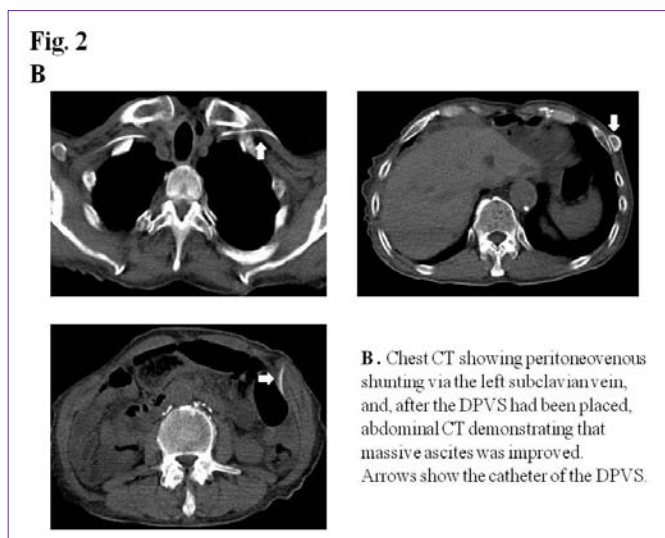 Fig. 2
B
B. Chest CT showing peritoneovenous
shunting via the left subclavian vein,
and, after the DPVS had been placed,
abdominal CT demonstrating that
massive ascites was improved.
Arrows show the catheter of the DPVS.